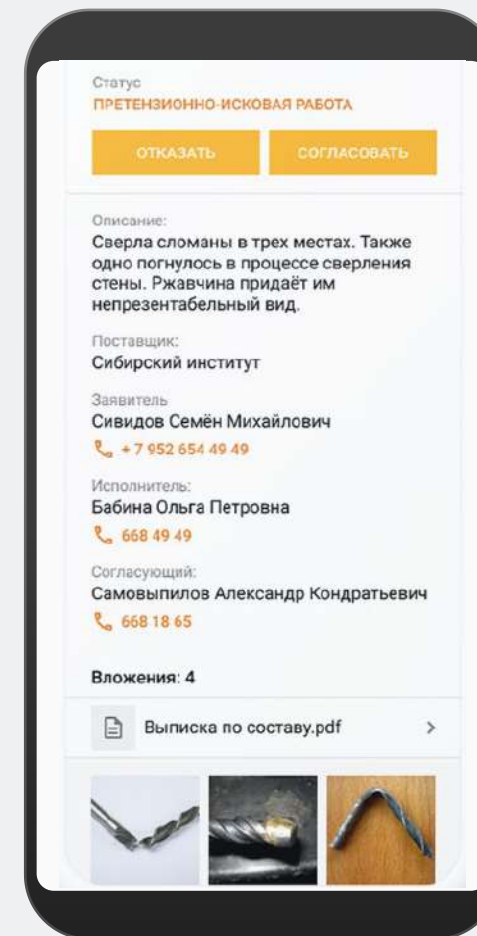 Статус
ПРЕТЕНЗИОННО-ИСКОВАЯ РАБОТА
ОТКАЗАТЬ
СОГЛАСОВАТЬ
Описание:
Сверла сломаны в трех местах. Также
одно погнулось в процессе сверления
стены. Ржавчина придаёт им
непрезентабельный вид.
Поставщик:
Сибирский институт
Заявитель
Сивидов Семён Михайлович
+ 7 952 654 49 49
Исполнитель:
Бабина Ольга Петровна
668 49 49
Согласующий:
Самовыпилов Александр Кондратьевич
668 18 65
Вложения: 4
Выписка по составу.pdf